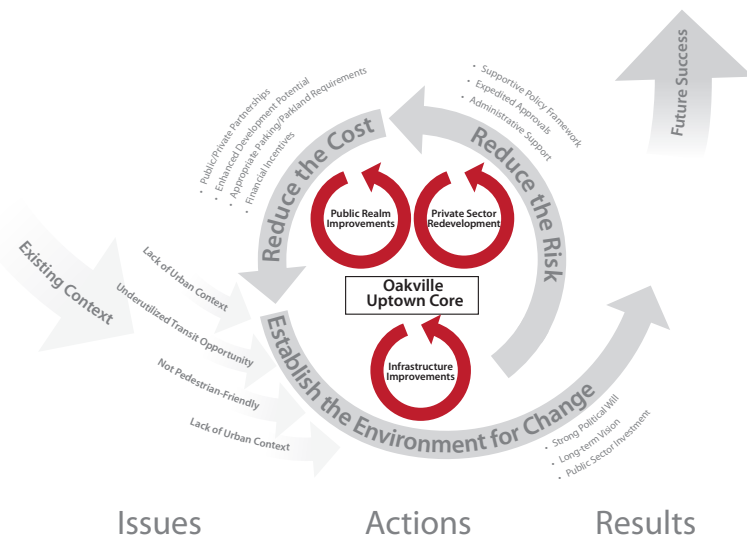 Future Success
• Public/Private Partnerships
• Enhanced Development Potential
• Appropriate Parking/Parkland Requirements
• Financial Incentives
• Supportive Policy Framework
• Expedited Approvals
• Administrative Support
Reduce the Cost
Reduce the Risk
Public Realm
Improvements
Private Sector
Redevelopment
Existing Context
Lack of Urban Context
Underutilized Transit Opportunity
Not Pedestrian-Friendly
Lack of Urban Context
Oakville
Uptown Core
Infrastructure
Improvements
Establish the Environment for Change
• Strong Political Will
• Long-term Vision
• Public Sector Investment
Issues
Actions
Results